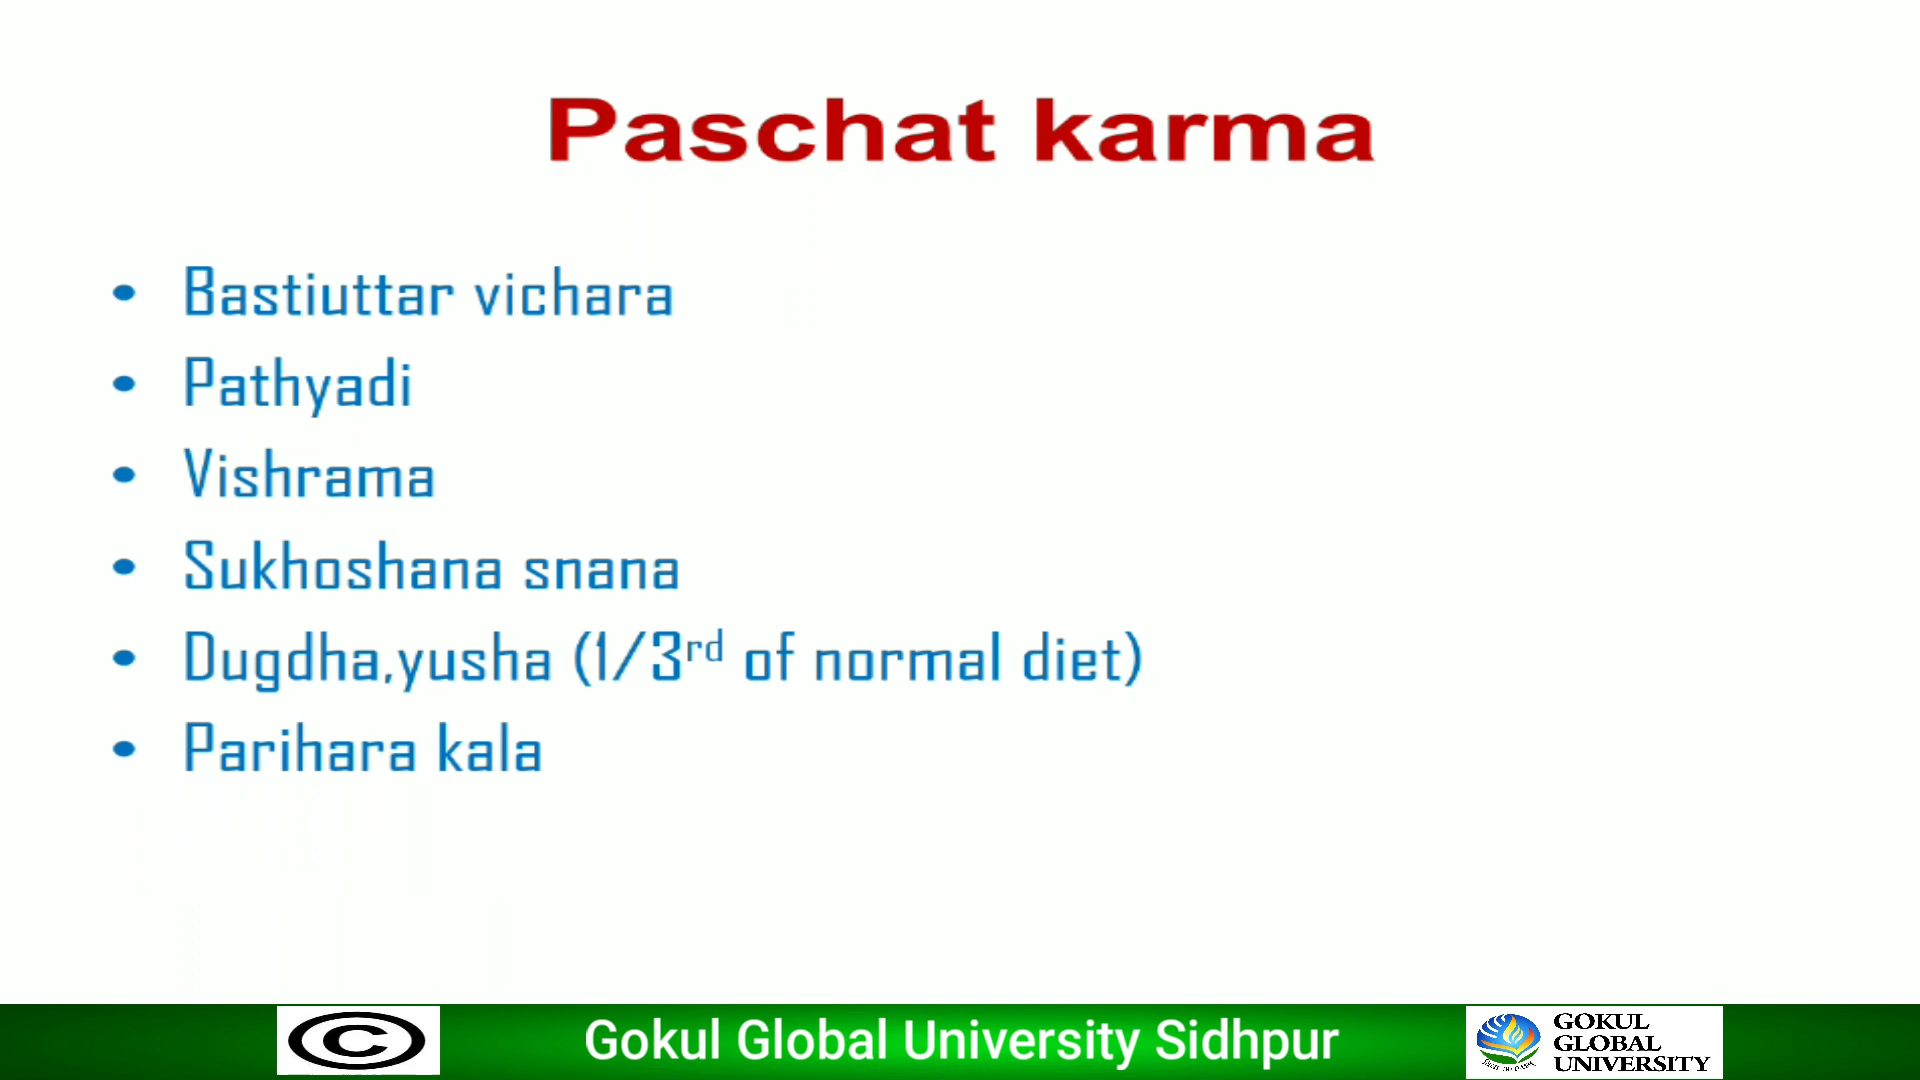 Paschat karma
• Bastiuttar vichara
• Pathyadi
• Vishrama
• Sukhoshana snana
• Dugdha,yusha (1/3rd of normal diet)
• Parihara kala
©
Gokul Global University Sidhpur
GOKUL
GLOBAL
UNIVERSITY